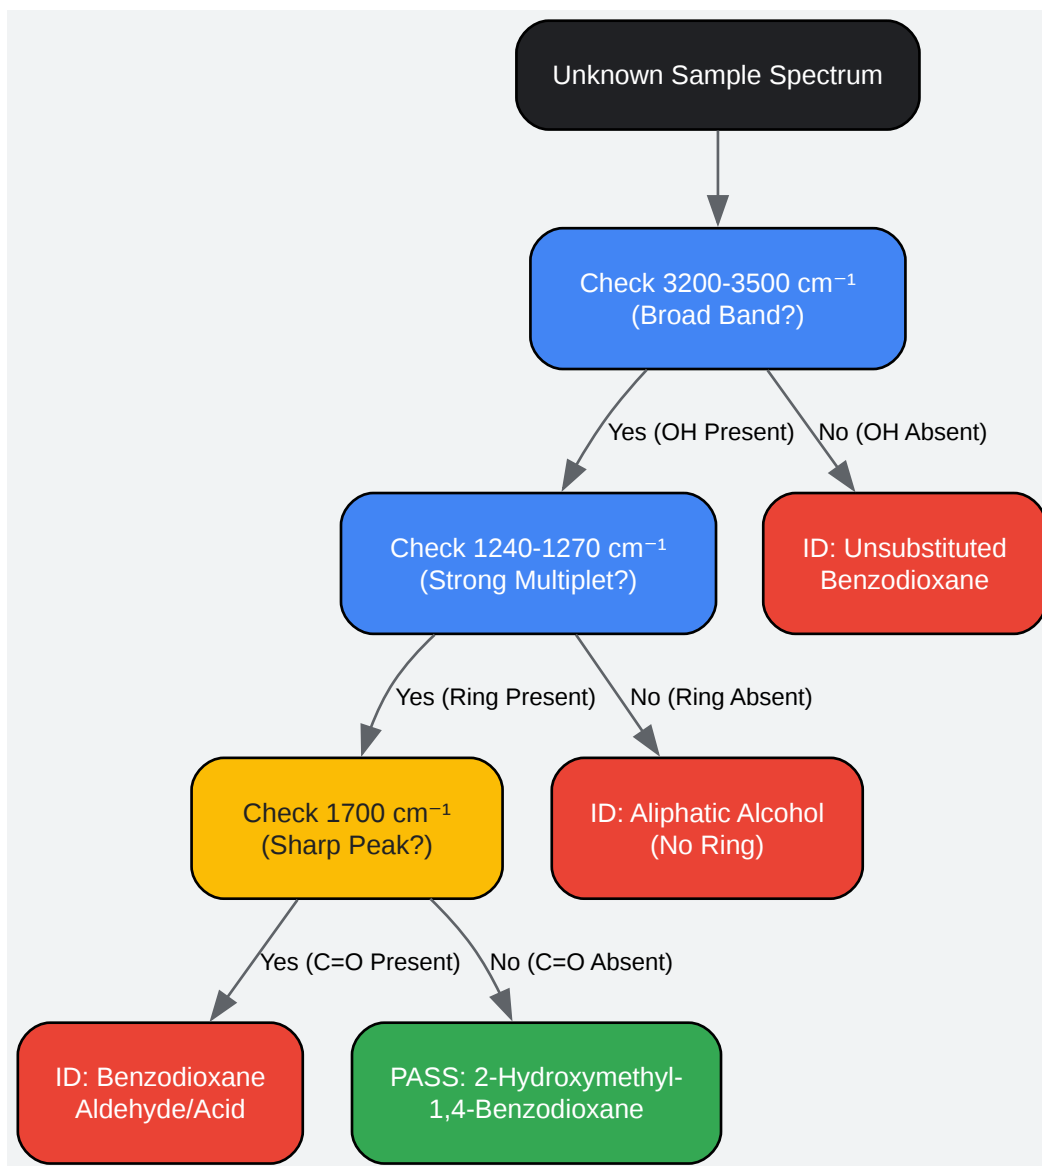 Unknown Sample Spectrum
Check 3200-3500 cm⁻¹
(Broad Band?)
Yes (OH Present)
No (OH Absent)
Check 1240-1270 cm⁻¹
(Strong Multiplet?)
ID: Unsubstituted
Benzodioxane
Yes (Ring Present)
No (Ring Absent)
Check 1700 cm⁻¹
(Sharp Peak?)
ID: Aliphatic Alcohol
(No Ring)
Yes (C=O Present)
No (C=O Absent)
ID: Benzodioxane
Aldehyde/Acid
PASS: 2-Hydroxymethyl-
1,4-Benzodioxane